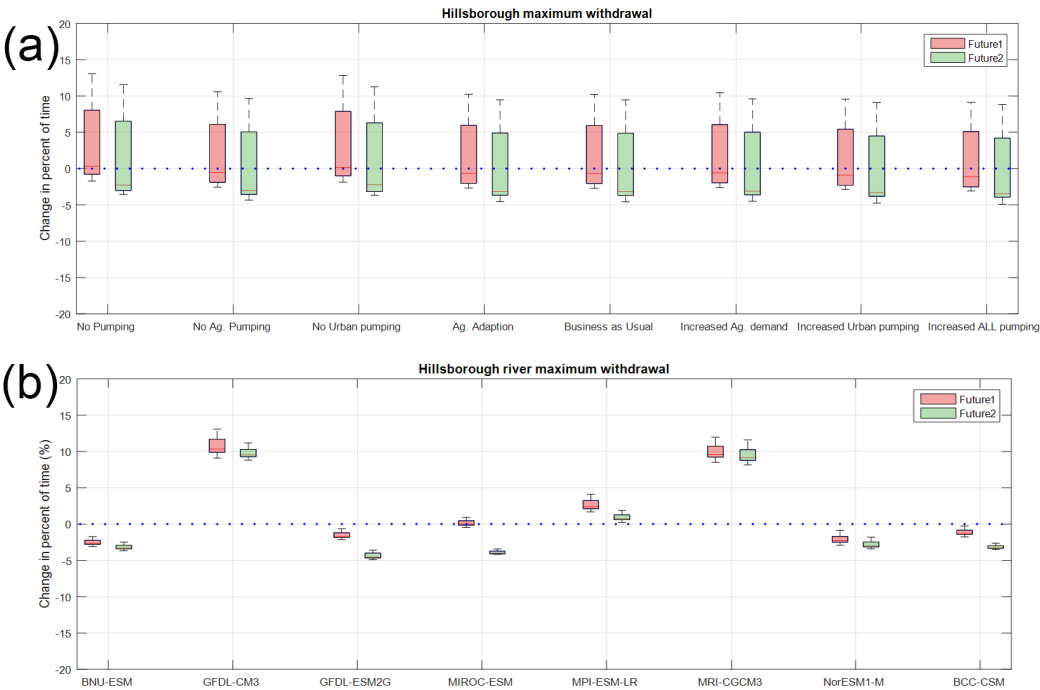 (a)
Hillsborough maximum withdrawal
Change in percent of time
20
15
10
5
0
-5
-10
-15
-20
Future1
Future2
No Pumping No Ag. Pumping No Urban pumping Ag. Adaption Business as Usual Increased Ag. demand Increased Urban pumping Increased ALL pumping
(b)
Hillsborough river maximum withdrawal
Change in percent of time (%)
20
15
10
5
0
-5
-10
-15
-20
Future1
Future2
BNU-ESM GFDL-CM3 GFDL-ESM2G MIROC-ESM MPI-ESM-LR MRI-CGCM3 NorESM1-M BCC-CSM